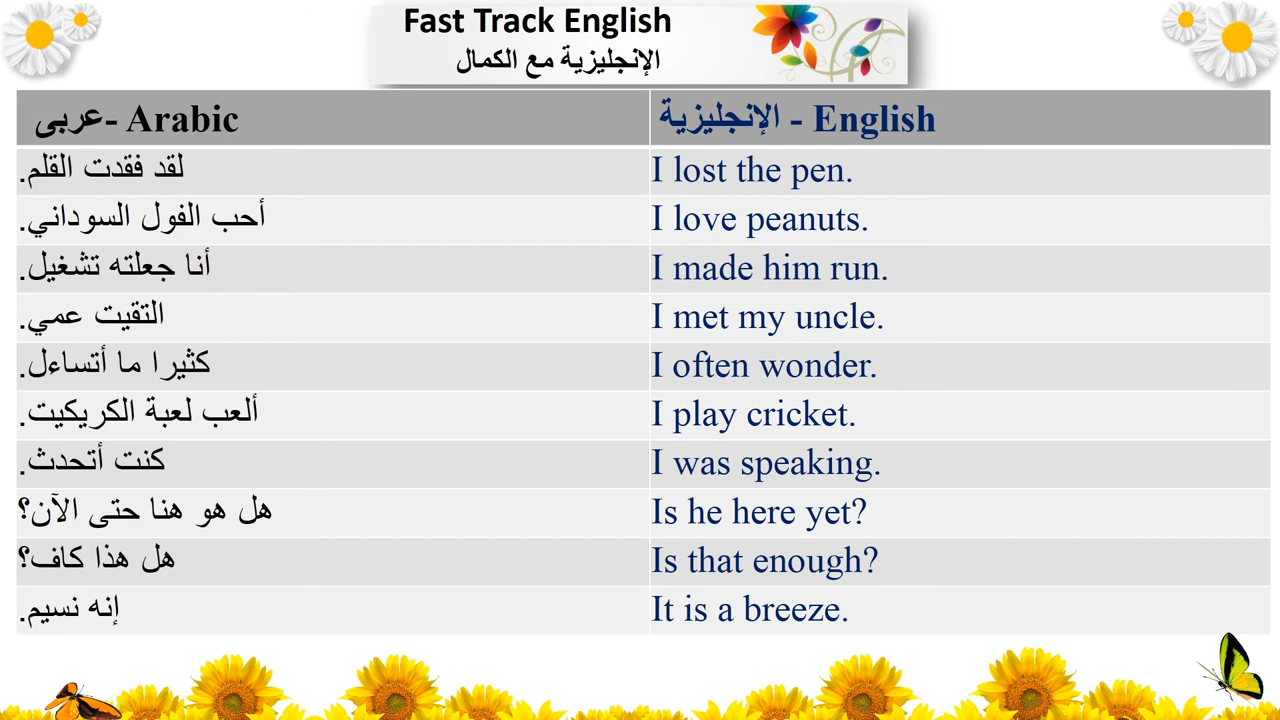 Fast Track English
الإنجليزية مع الكمال
عربى- Arabic
الإنجليزية - English
لقد فقدت القلم.
I lost the pen.
أحب الفول السوداني.
I love peanuts.
أنا جعلته تشغيل.
I made him run.
التقيت عمي.
I met my uncle.
كثيرا ما أتساءل.
I often wonder.
ألعب لعبة الكريكيت.
I play cricket.
كنت أتحدث.
I was speaking.
هل هو هنا حتى الآن؟
Is he here yet?
هل هذا كاف؟
Is that enough?
إنه نسيم.
It is a breeze.